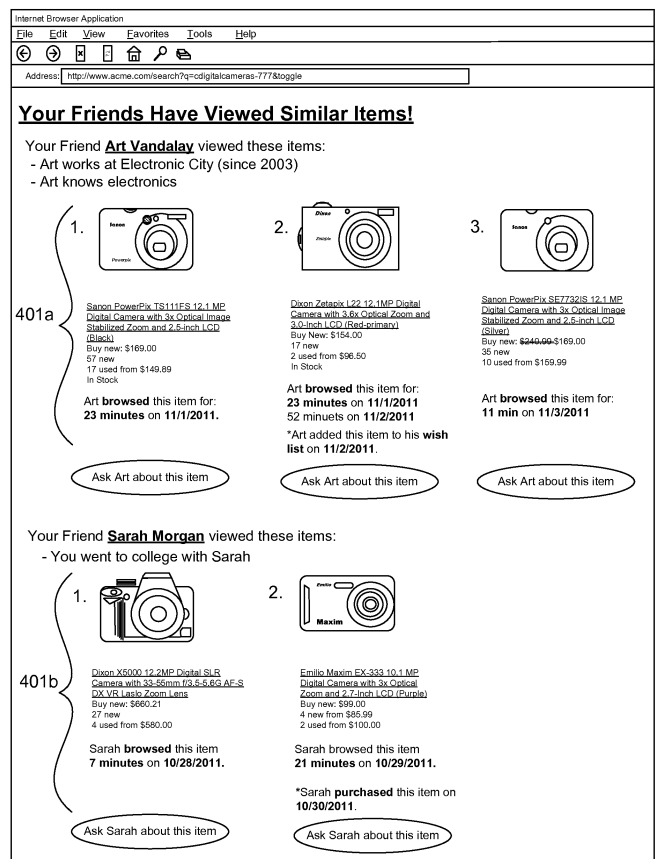 Internet Browser Application
File Edit View Favorites Tools Help
Address: http://www.acme.com/search?q=cdigitalcameras-777&toggle
Your Friends Have Viewed Similar Items!
Your Friend Art Vandalay viewed these items:
- Art works at Electronic City (since 2003)
- Art knows electronics
401a
1.
Sanon
Powerpix
Sanon PowerPix TS111FS 12.1 MP
Digital Camera with 3x Optical Image
Stabilized Zoom and 2.5-inch LCD
(Black)
Buy new: $169.00
57 new
17 used from $149.89
In Stock
Art browsed this item for:
23 minutes on 11/1/2011.
Ask Art about this item
2.
Dixon
Zetapix
Dixon Zetapix L22 12.1MP Digital
Camera with 3.6x Optical Zoom and
3.0-Inch LCD (Red-primary)
Buy New: $154.00
17 new
2 used from $96.50
In Stock
Art browsed this item for:
23 minutes on 11/1/2011
52 minuets on 11/2/2011
*Art added this item to his wish
list on 11/2/2011.
Ask Art about this item
3.
Sanon
Sanon PowerPix SE7732IS 12.1 MP
Digital Camera with 3x Optical Image
Stabilized Zoom and 2.5-inch LCD
(Silver)
Buy new: $249.99 $169.00
35 new
10 used from $159.99
Art browsed this item for:
11 min on 11/3/2011
Ask Art about this item
Your Friend Sarah Morgan viewed these items:
- You went to college with Sarah
401b
1.
Dixon X5000 12.2MP Digital SLR
Camera with 33-55mm f/3.5-5.6G AF-S
DX VR Laslo Zoom Lens
Buy new: $660.21
27 new
4 used from $580.00
Sarah browsed this item
7 minutes on 10/28/2011.
Ask Sarah about this item
2.
Emilio
Maxim
Emilio Maxim EX-333 10.1 MP
Digital Camera with 3x Optical
Zoom and 2.7-Inch LCD (Purple)
Buy new: $99.00
4 new from $85.99
2 used from $100.00
Sarah browsed this item
21 minutes on 10/29/2011.
*Sarah purchased this item on
10/30/2011.
Ask Sarah about this item